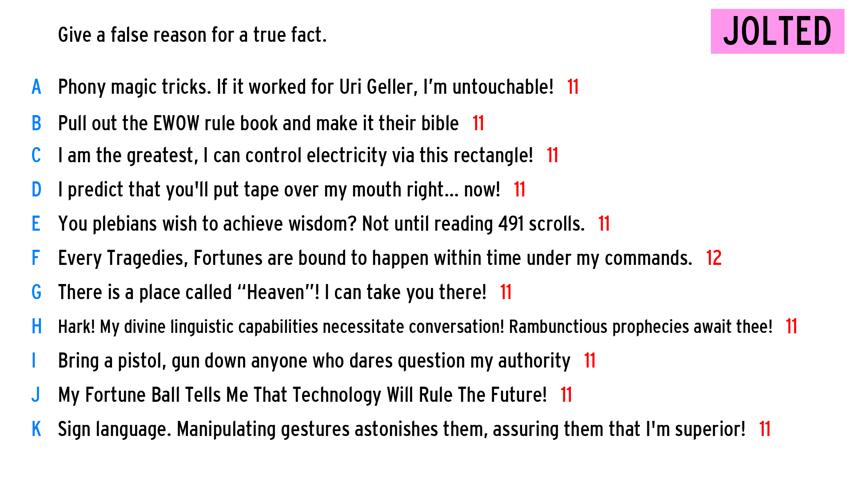 Give a false reason for a true fact.
JOLTED
A Phony magic tricks. If it worked for Uri Geller, I'm untouchable! 11
B Pull out the EWOW rule book and make it their bible 11
C I am the greatest, I can control electricity via this rectangle! 11
D I predict that you'll put tape over my mouth right... now! 11
E You plebians wish to achieve wisdom? Not until reading 491 scrolls. 11
F Every Tragedies, Fortunes are bound to happen within time under my commands. 12
G There is a place called “Heaven”! I can take you there! 11
H Hark! My divine linguistic capabilities necessitate conversation! Rambunctious prophecies await thee! 11
I Bring a pistol, gun down anyone who dares question my authority 11
J My Fortune Ball Tells Me That Technology Will Rule The Future! 11
K Sign language. Manipulating gestures astonishes them, assuring them that I'm superior! 11